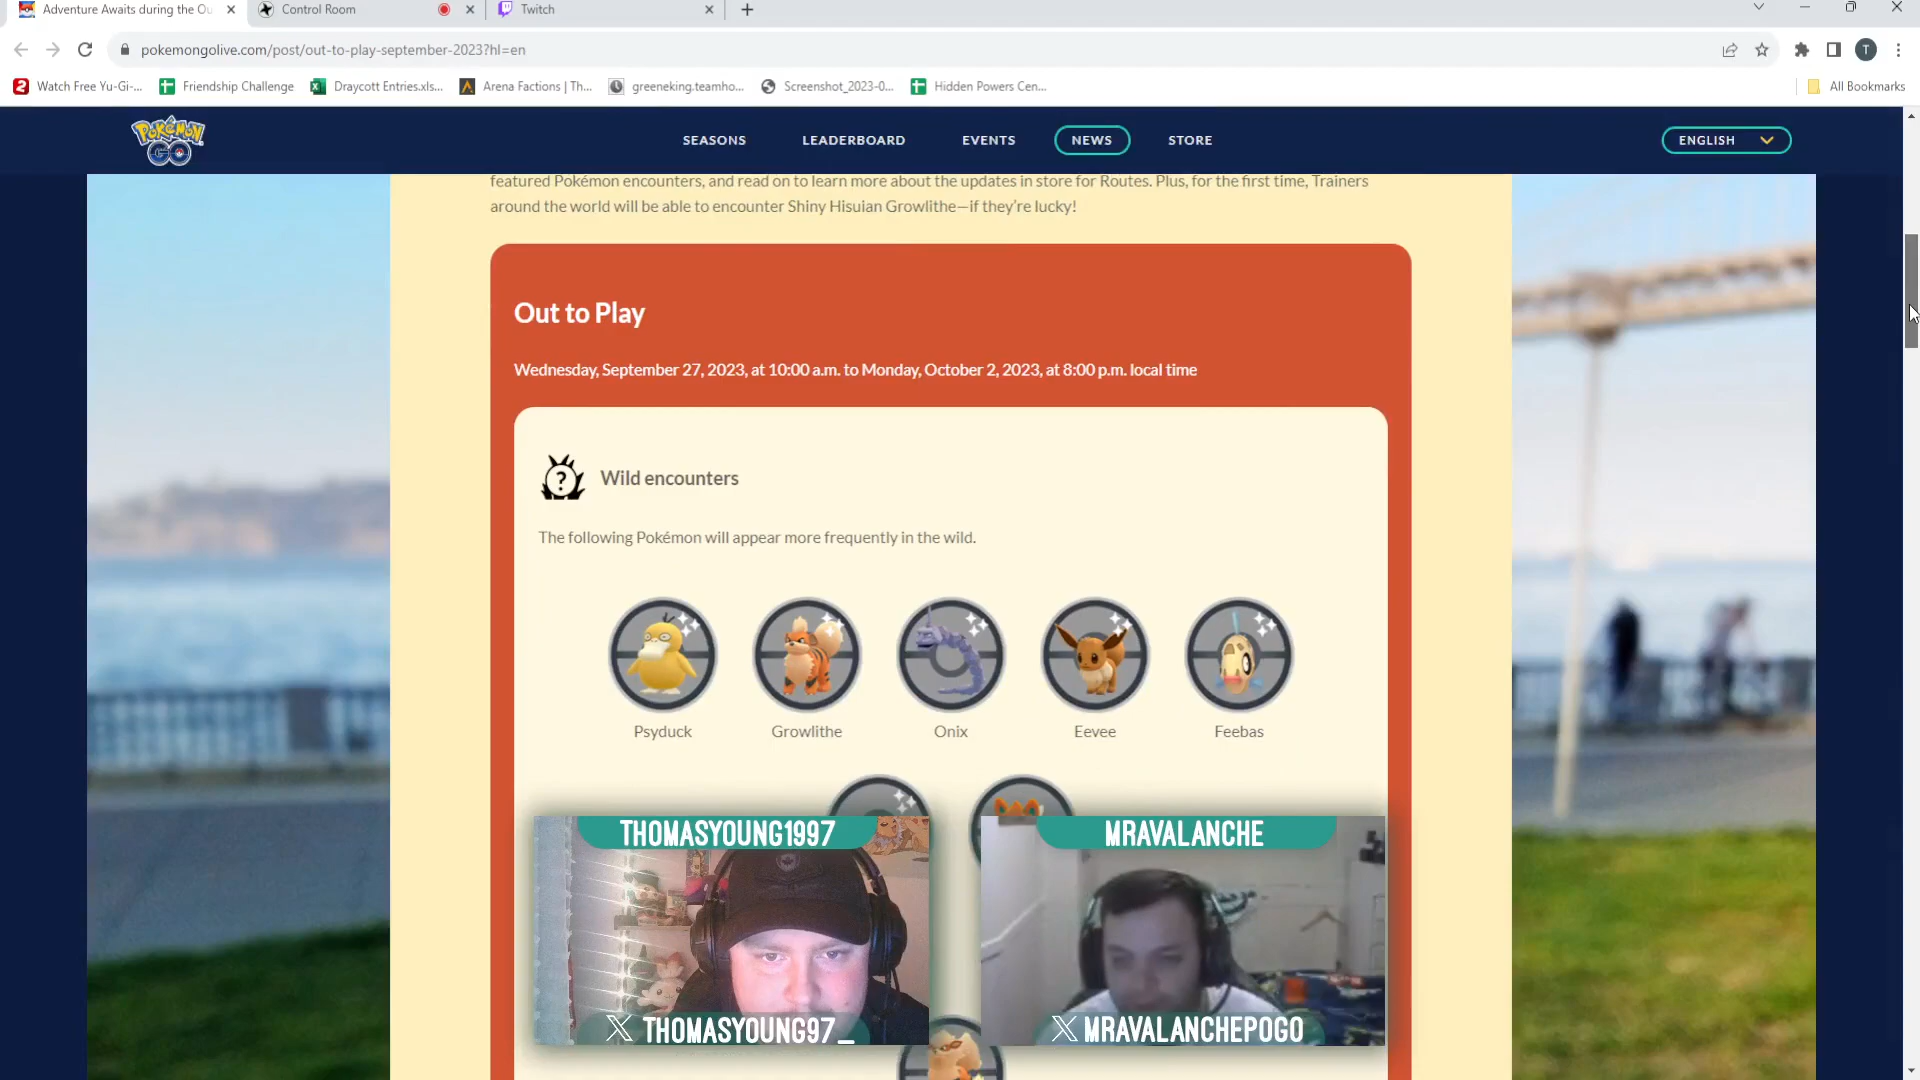 Adventure Awaits during the Ou
Control Room
Twitch
pokemongolive.com/post/out-to-play-september-2023?hl=en
T
Watch Free Yu-Gi-...
Friendship Challenge
Draycott Entries.xls...
Arena Factions | Th...
greeneking.teamho...
Screenshot_2023-0...
Hidden Powers Cen...
All Bookmarks
POKÉMON GO
SEASONS
LEADERBOARD
EVENTS
NEWS
STORE
ENGLISH
featured Pokémon encounters, and read on to learn more about the updates in store for Routes. Plus, for the first time, Trainers
around the world will be able to encounter Shiny Hisuian Growlithe—if they’re lucky!
Out to Play
Wednesday, September 27, 2023, at 10:00 a.m. to Monday, October 2, 2023, at 8:00 p.m. local time
?
Wild encounters
The following Pokémon will appear more frequently in the wild.
Psyduck
Growlithe
Onix
Eevee
Feebas
THOMASYOUNG1997
MRAVALANCHE
X THOMASYOUNG97_
X MRAVALANCHEPOGO